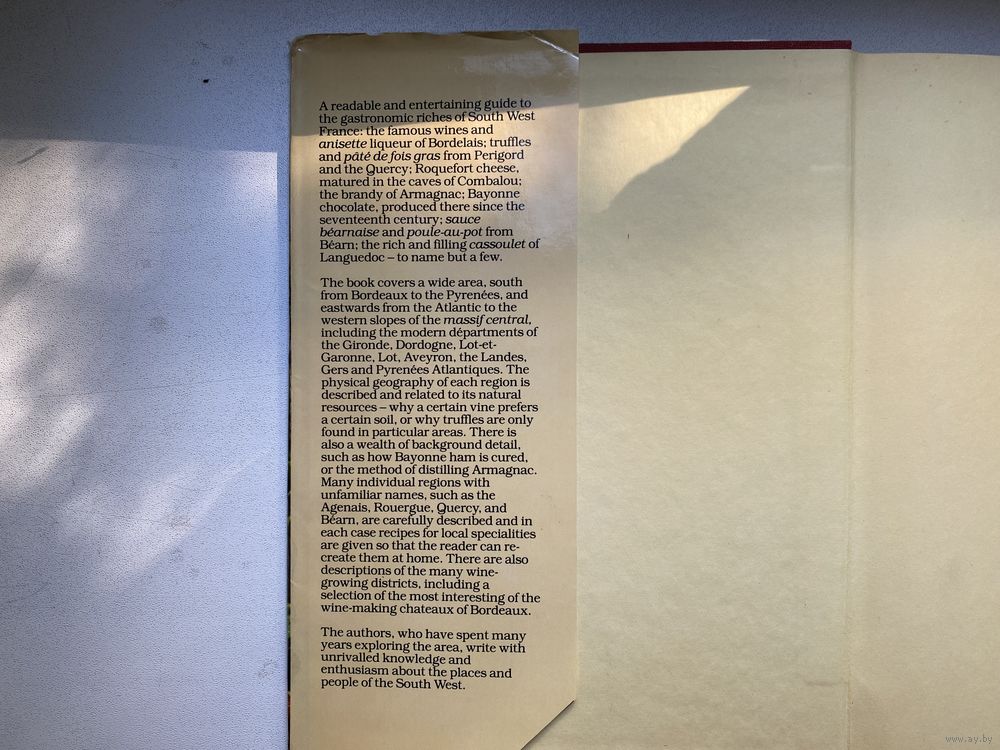 A readable and entertaining guide to
the gastronomic riches of South West
France: the famous wines and
anisette liqueur of Bordelais; truffles
and pâté de fois gras from Perigord
and the Quercy; Roquefort cheese,
matured in the caves of Combalou;
the brandy of Armagnac; Bayonne
chocolate, produced there since the
seventeenth century; sauce
béarnaise and poule-au-pot from
Béarn; the rich and filling cassoulet of
Languedoc – to name but a few.

The book covers a wide area, south
from Bordeaux to the Pyrenées, and
eastwards from the Atlantic to the
western slopes of the massif central,
including the modern départments of
the Gironde, Dordogne, Lot-et-
Garonne, Lot, Aveyron, the Landes,
Gers and Pyrenées Atlantiques. The
physical geography of each region is
described and related to its natural
resources – why a certain vine prefers
a certain soil, or why truffles are only
found in particular areas. There is
also a wealth of background detail,
such as how Bayonne ham is cured,
or the method of distilling Armagnac.
Many individual regions with
unfamiliar names, such as the
Agenais, Rouergue, Quercy, and
Béarn, are carefully described and in
each case recipes for local specialities
are given so that the reader can re-
create them at home. There are also
descriptions of the many wine-
growing districts, including a
selection of the most interesting of the
wine-making chateaux of Bordeaux.

The authors, who have spent many
years exploring the area, write with
unrivalled knowledge and
enthusiasm about the places and
people of the South West.
www.ay.by